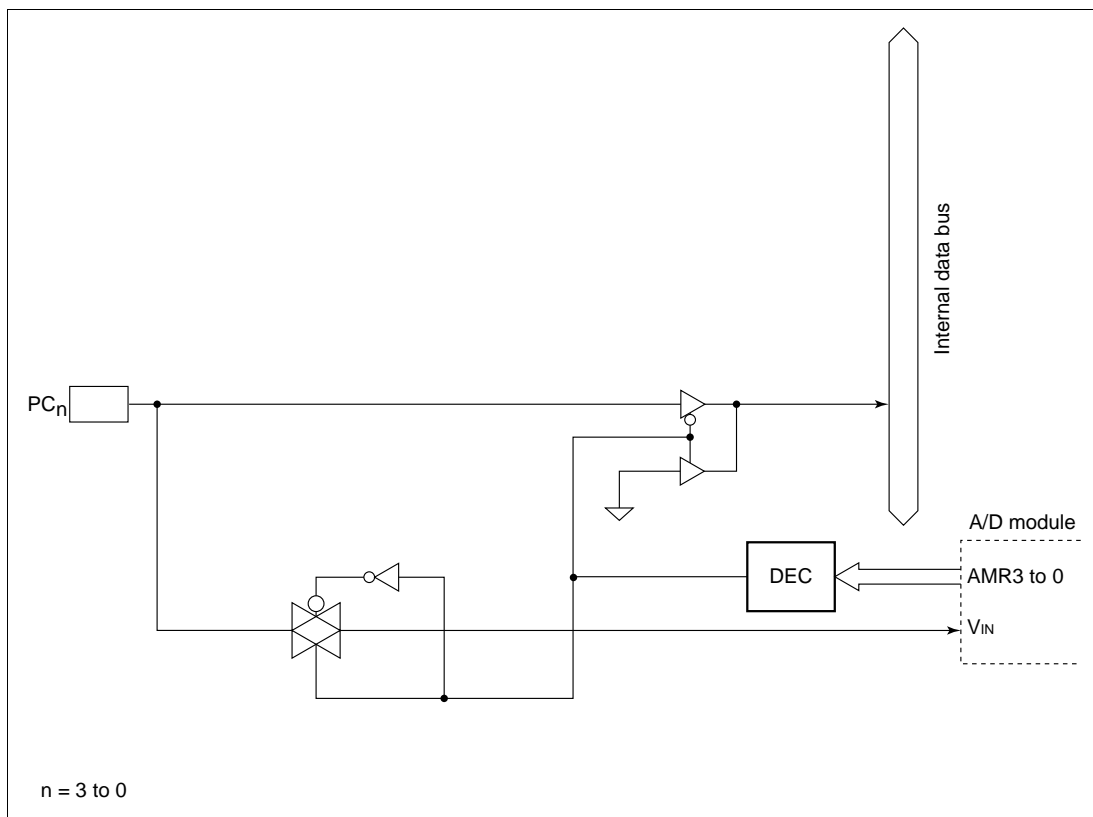 Internal data bus
PCn
A/D module
DEC
AMR3 to 0
VIN
n = 3 to 0